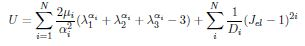 $$U = \sum_{i=1}^{N} \frac{2\mu_i}{\alpha_i^2} (\lambda_1^{\alpha_i} + \lambda_2^{\alpha_i} + \lambda_3^{\alpha_i} - 3) + \sum_{i}^{N} \frac{1}{D_i} (J_{el} - 1)^{2i}$$